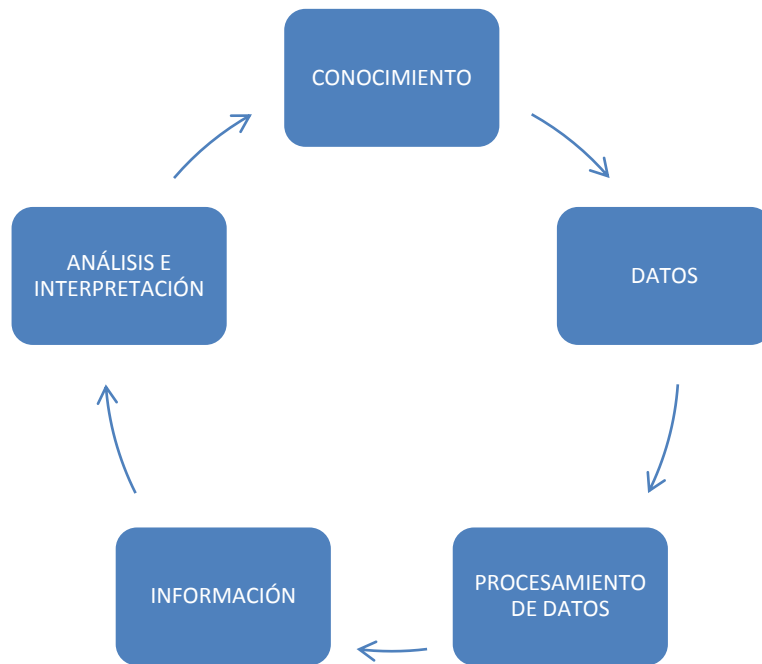 CONOCIMIENTO
DATOS
PROCESAMIENTO
DE DATOS
INFORMACIÓN
ANÁLISIS E
INTERPRETACIÓN